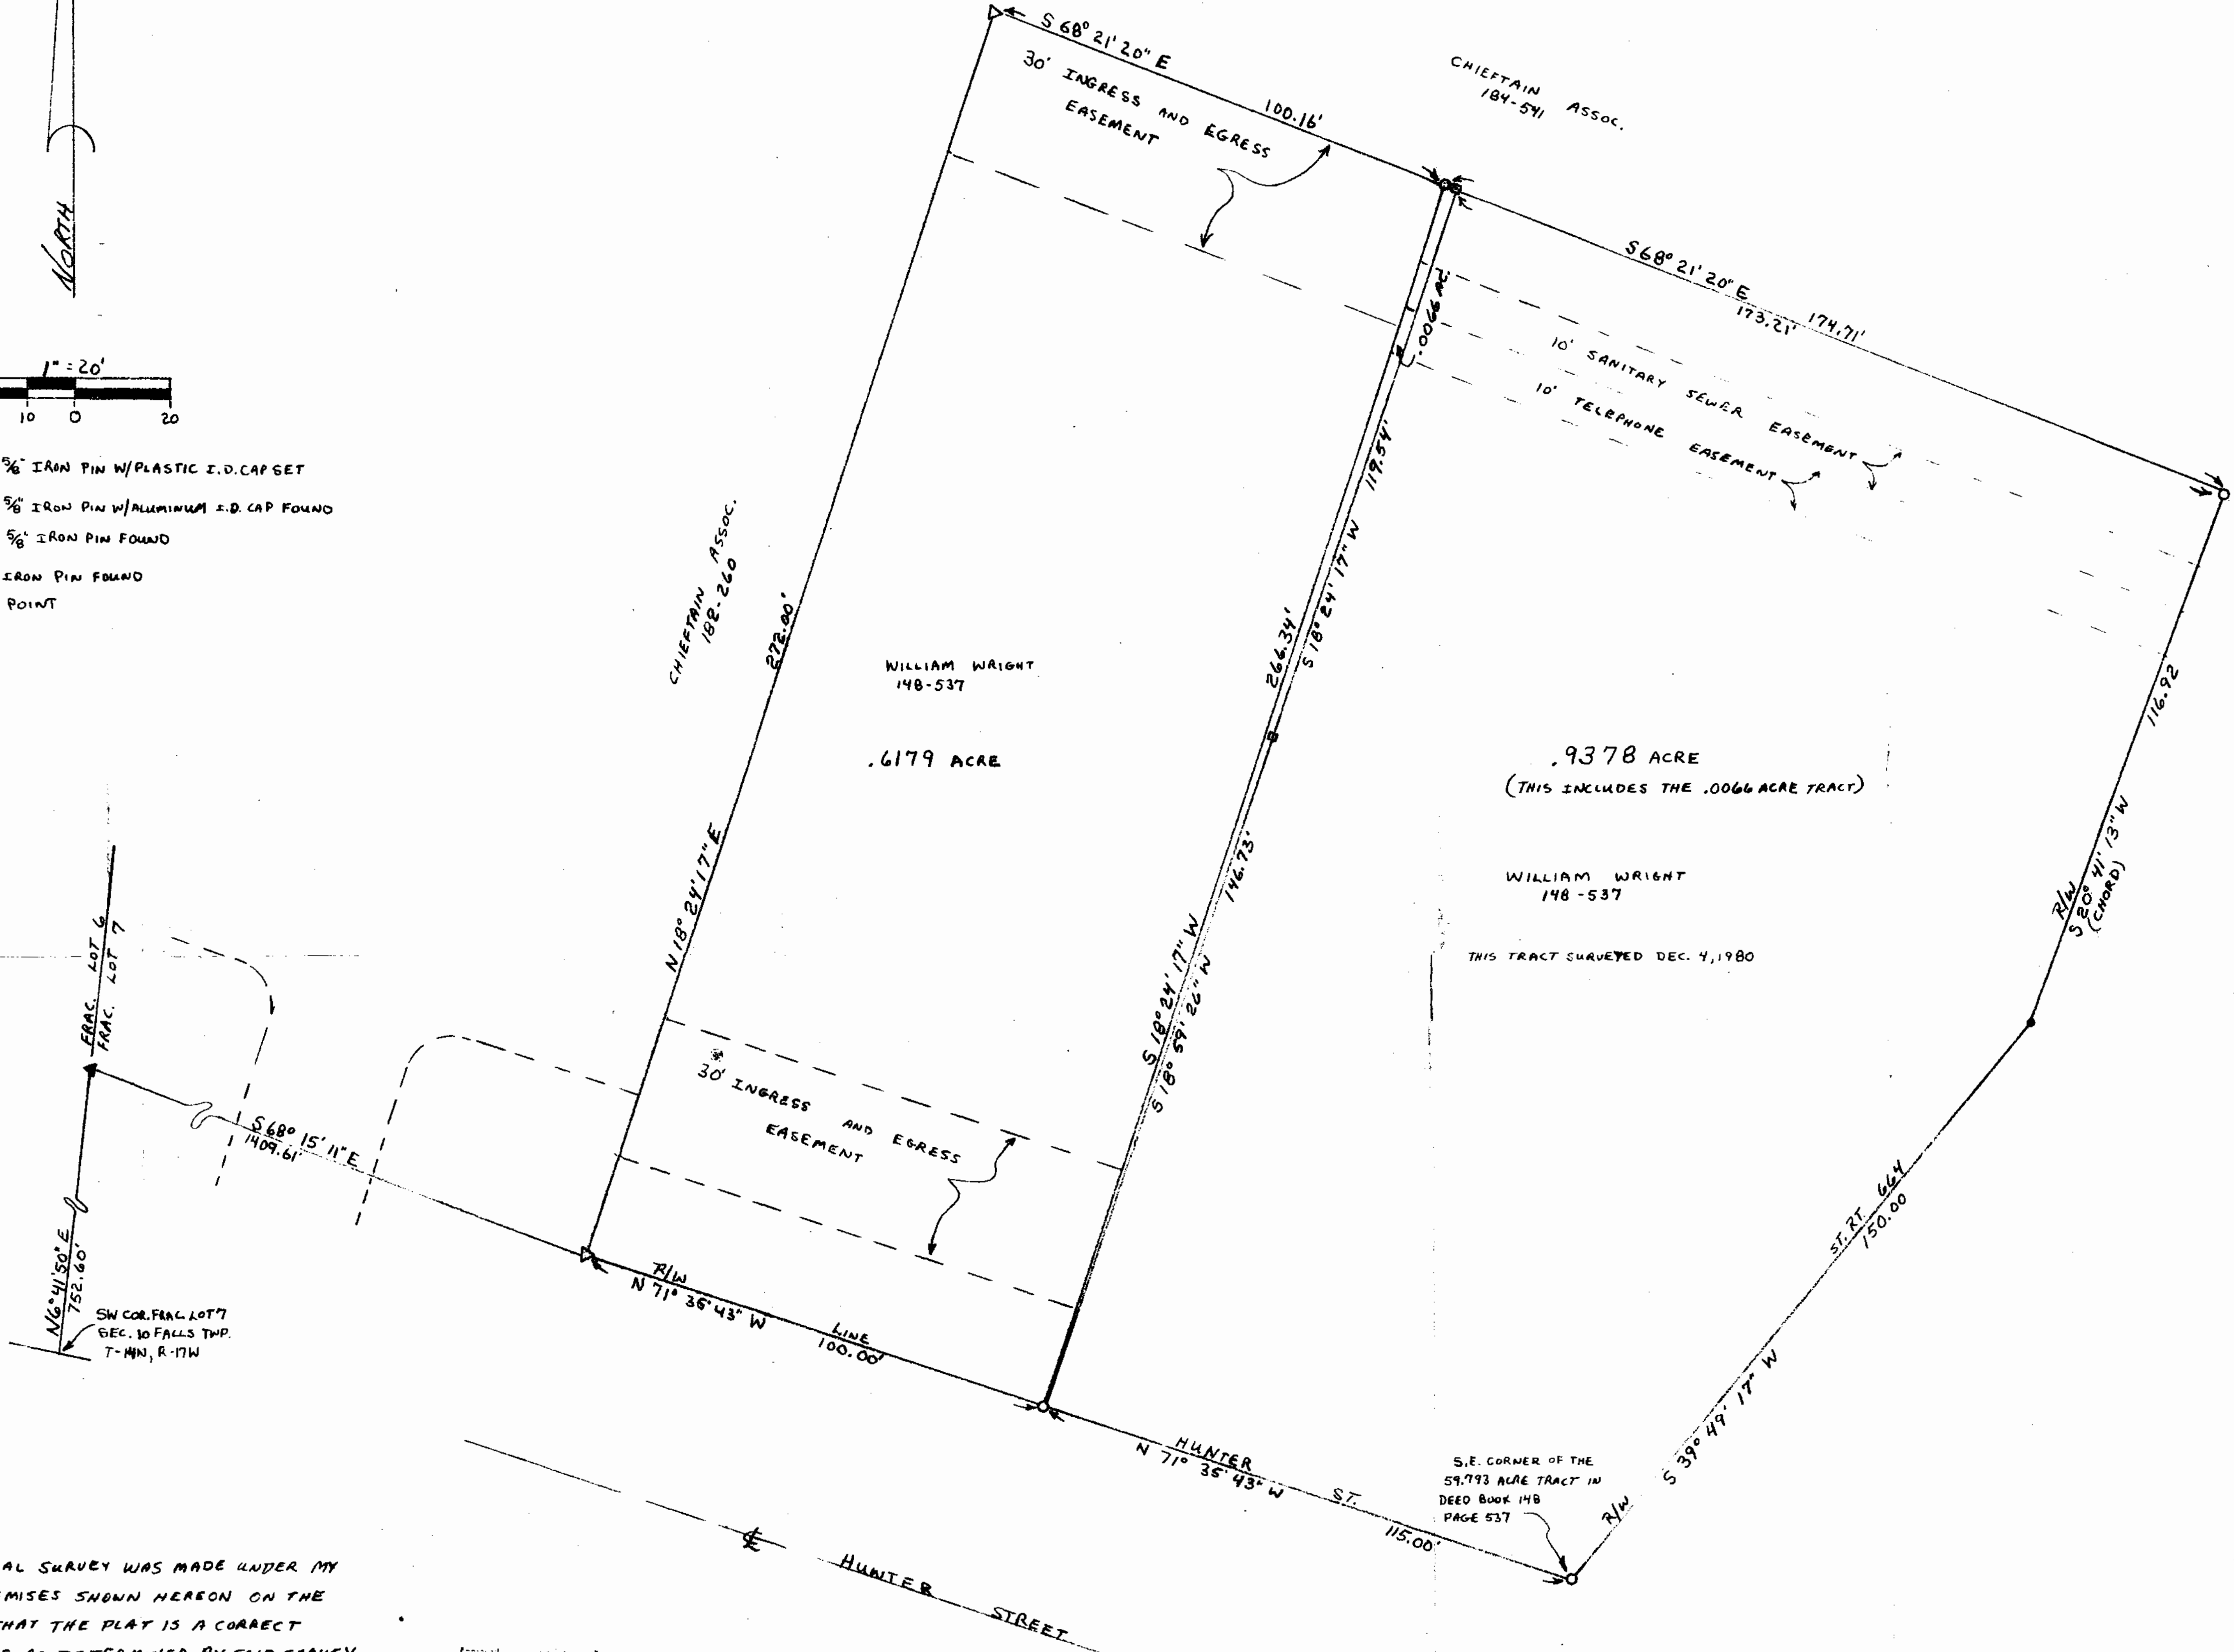 NORTH
1" = 20'
10 0 20
5/8" IRON PIN W/PLASTIC I.D. CAP SET
5/8" IRON PIN W/ALUMINUM I.D. CAP FOUND
5/8" IRON PIN FOUND
IRON PIN FOUND
POINT
S 68° 21' 20" E
100.16'
30' INGRESS AND EGRESS
EASEMENT
CHIEFTAIN ASSOC.
184-541
S 68° 21' 20" E
173.21' 174.71'
.0066 AC.
10' SANITARY SEWER EASEMENT
10' TELEPHONE EASEMENT
119.54'
S 18° 24' 17" W
266.34'
CHIEFTAIN ASSOC.
182-260
272.00'
N 18° 24' 17" E
WILLIAM WRIGHT
148-537
.6179 ACRE
.9378 ACRE
(THIS INCLUDES THE .0066 ACRE TRACT)
WILLIAM WRIGHT
148-537
THIS TRACT SURVEYED DEC. 4, 1980
116.92
R/W
S 20° 41' 13" W
(CHORD)
146.73'
S 18° 24' 17" W
S 18° 59' 26" W
FRAC. LOT 6
FRAC. LOT 7
S 68° 15' 11" E
1409.61'
N 6° 41' 50" E
752.60'
SW COR. FRAC. LOT 7
SEC. 10 FALLS TWP.
T-14N, R-17W
30' INGRESS AND EGRESS
EASEMENT
R/W LINE
N 71° 35' 43" W 100.00'
ST. RT. 664
150.00
R/W S 39° 49' 17" W
HUNTER ST.
N 71° 35' 43" W 115.00'
S.E. CORNER OF THE
59.793 ACRE TRACT IN
DEED BOOK 148
PAGE 537
℄ HUNTER STREET
AL SURVEY WAS MADE UNDER MY
MISES SHOWN HEREON ON THE
THAT THE PLAT IS A CORRECT